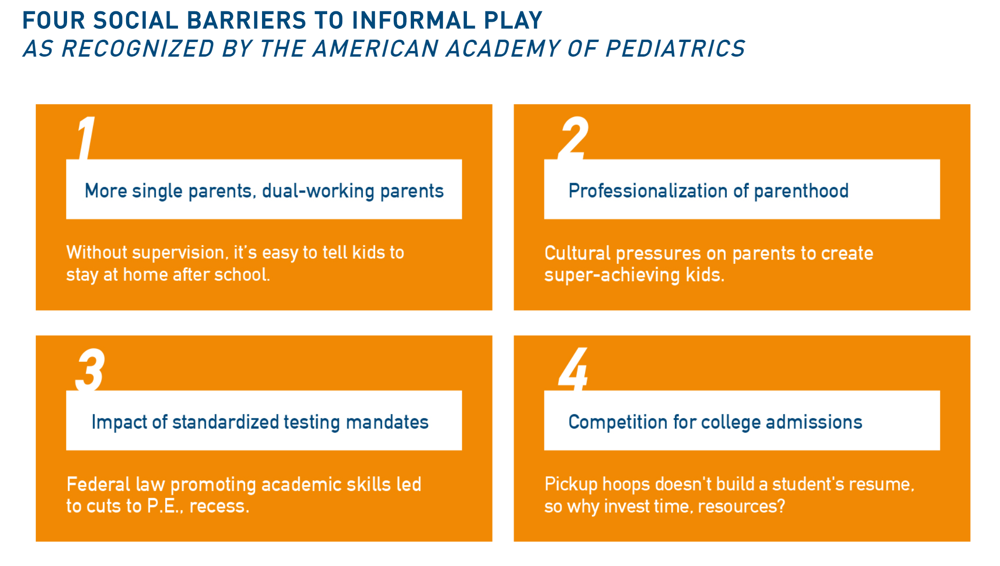 FOUR SOCIAL BARRIERS TO INFORMAL PLAY
AS RECOGNIZED BY THE AMERICAN ACADEMY OF PEDIATRICS
1
More single parents, dual-working parents
Without supervision, it’s easy to tell kids to
stay at home after school.
2
Professionalization of parenthood
Cultural pressures on parents to create
super-achieving kids.
3
Impact of standardized testing mandates
Federal law promoting academic skills led
to cuts to P.E., recess.
4
Competition for college admissions
Pickup hoops doesn't build a student's resume,
so why invest time, resources?